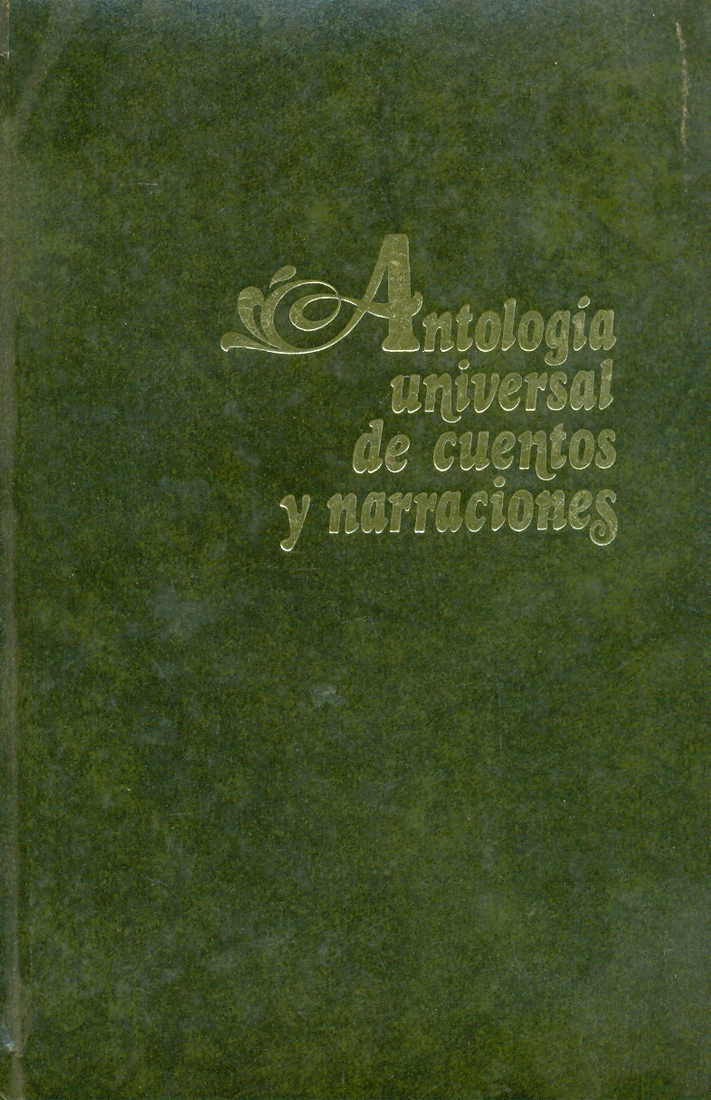 Antología
universal
de cuentos
y narraciones